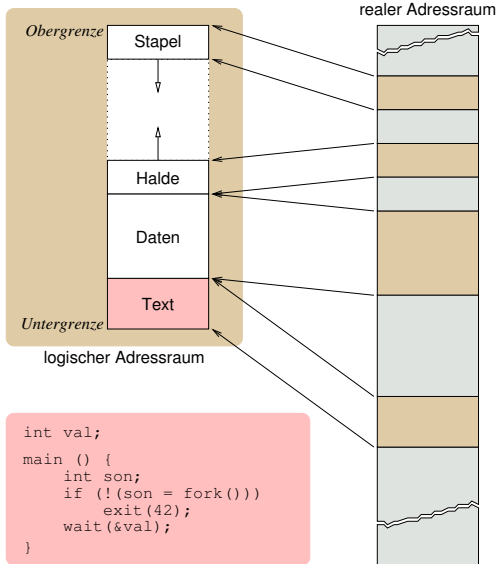 realer Adressraum
Obergrenze
Stapel
Halde
Daten
Text
Untergrenze
logischer Adressraum
int val;
main () {
int son;
if (!(son = fork()))
exit(42);
wait(&val);
}